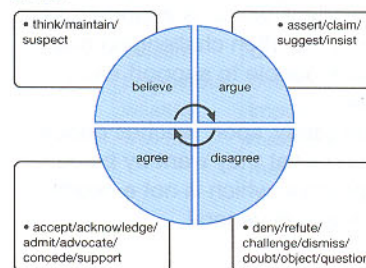 • think/maintain/
suspect
• assert/claim/
suggest/insist
believe
argue
agree
disagree
• accept/acknowledge/
admit/advocate/
concede/support
• deny/refute/
challenge/dismiss/
doubt/object/question